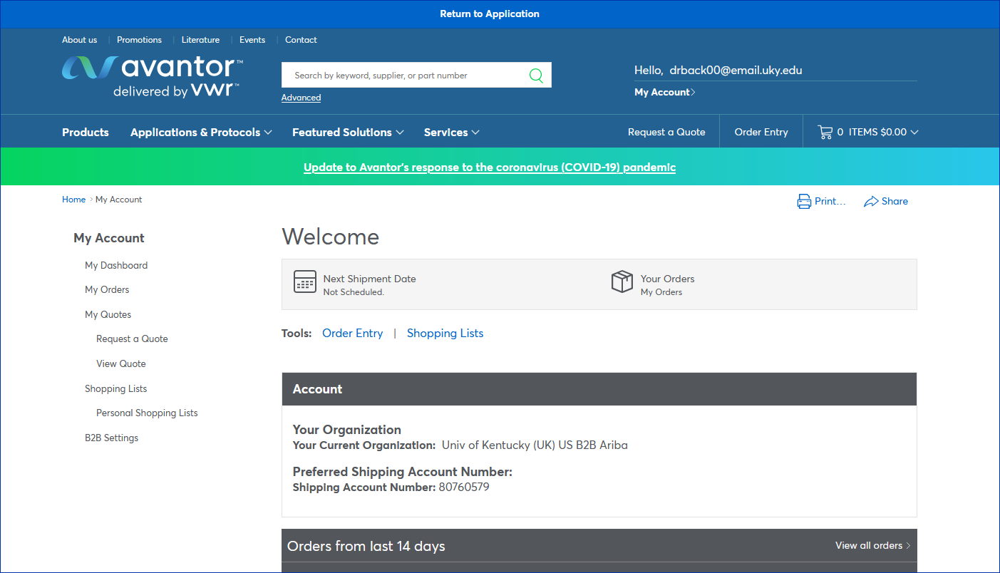 Return to Application
About us | Promotions | Literature | Events | Contact
avantor™
delivered by vwr™
Search by keyword, supplier, or part number
Advanced
Hello, drback00@email.uky.edu
My Account
Products Applications & Protocols Featured Solutions Services Request a Quote Order Entry 0 ITEMS $0.00
Update to Avantor's response to the coronavirus (COVID-19) pandemic
Home › My Account
Print... Share
My Account
My Dashboard
My Orders
My Quotes
Request a Quote
View Quote
Shopping Lists
Personal Shopping Lists
B2B Settings
Welcome
Next Shipment Date
Not Scheduled.
Your Orders
My Orders
Tools: Order Entry | Shopping Lists
Account
Your Organization
Your Current Organization: Univ of Kentucky (UK) US B2B Ariba
Preferred Shipping Account Number:
Shipping Account Number: 80760579
Orders from last 14 days
View all orders